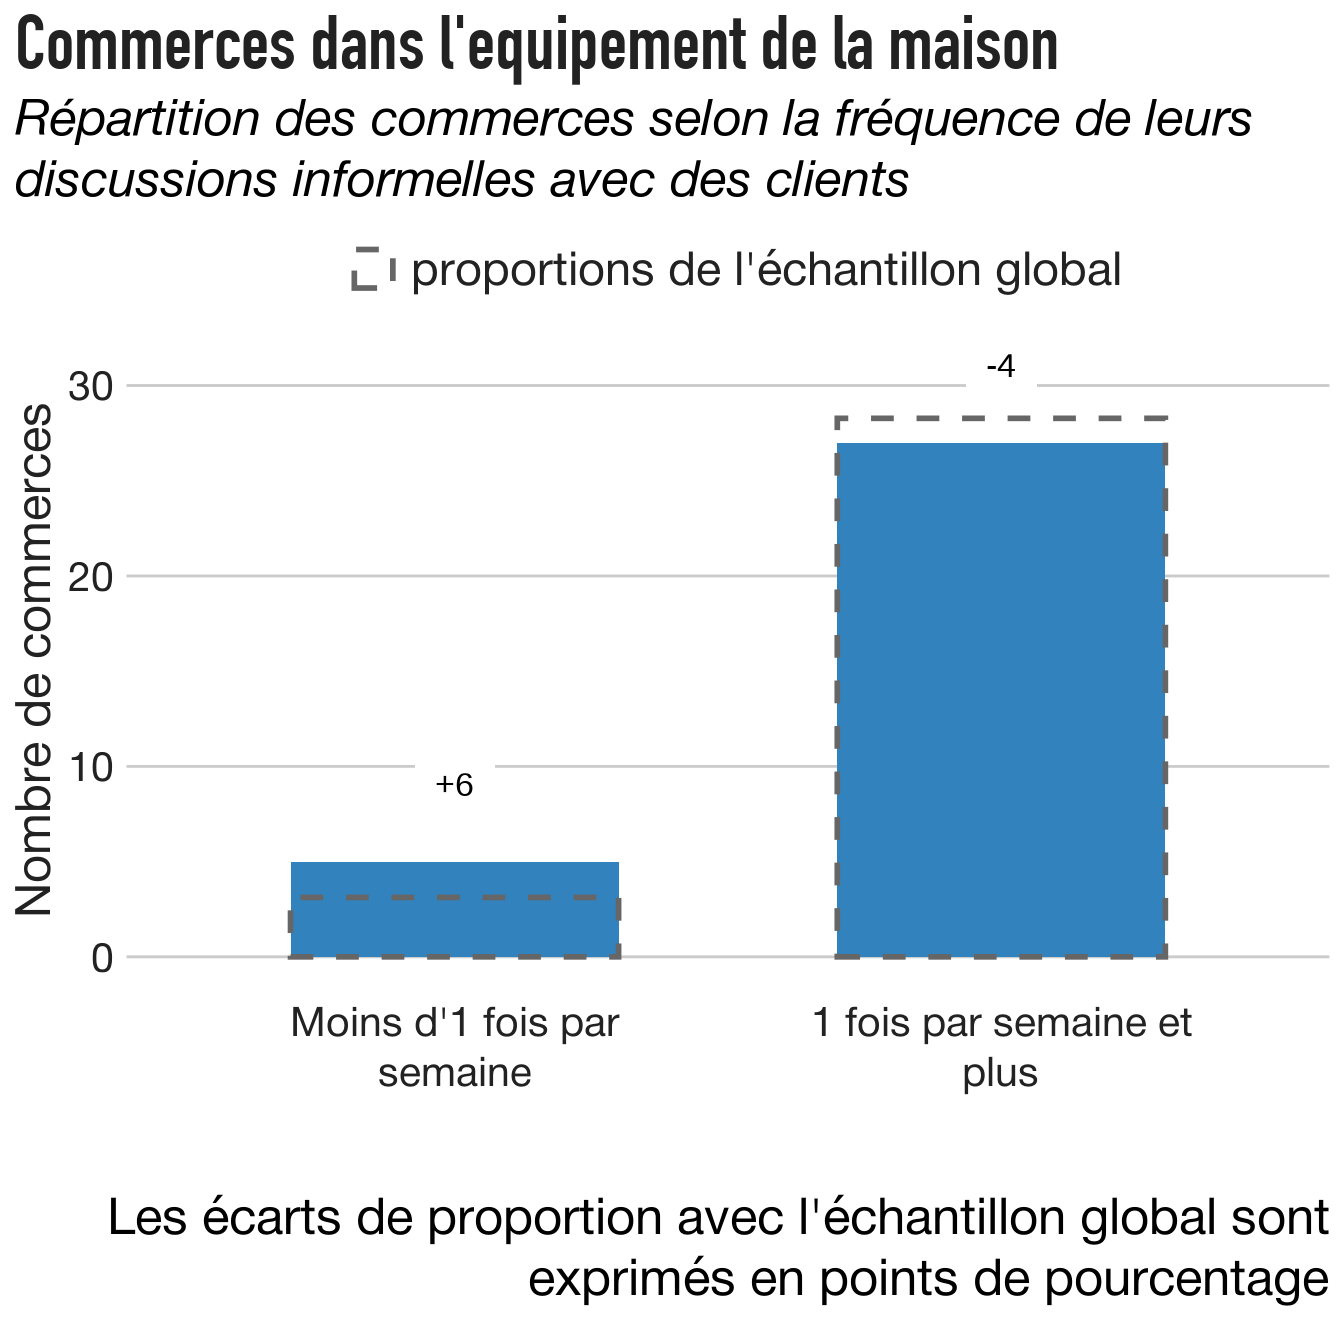 Commerces dans l'equipement de la maison
Répartition des commerces selon la fréquence de leurs
discussions informelles avec des clients
proportions de l'échantillon global
Nombre de commerces
30
20
10
0
-4
+6
Moins d'1 fois par
semaine
1 fois par semaine et
plus
Les écarts de proportion avec l'échantillon global sont
exprimés en points de pourcentage